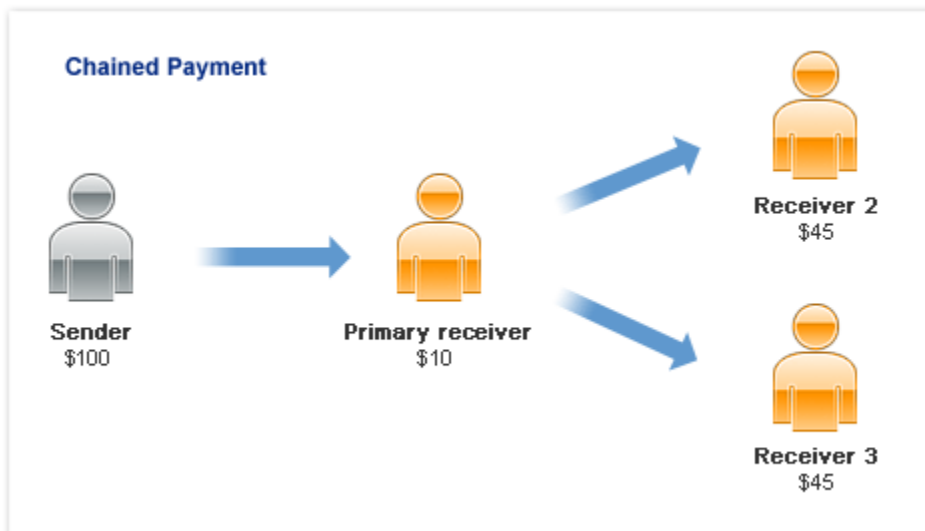 Chained Payment
Sender
$100
Primary receiver
$10
Receiver 2
$45
Receiver 3
$45